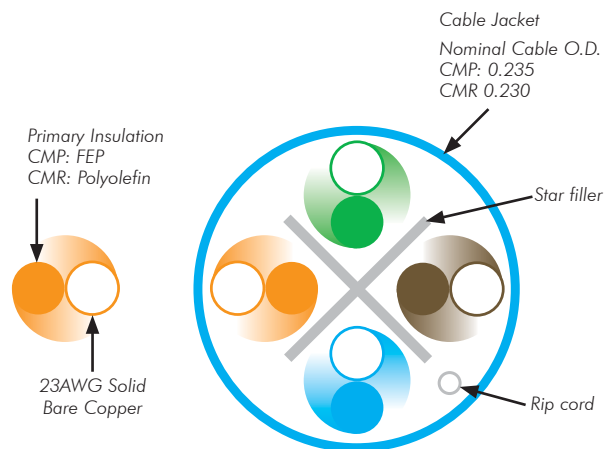 Cable Jacket
Nominal Cable O.D.
CMP: 0.235
CMR 0.230
Primary Insulation
CMP: FEP
CMR: Polyolefin
Star filler
23AWG Solid
Bare Copper
Rip cord